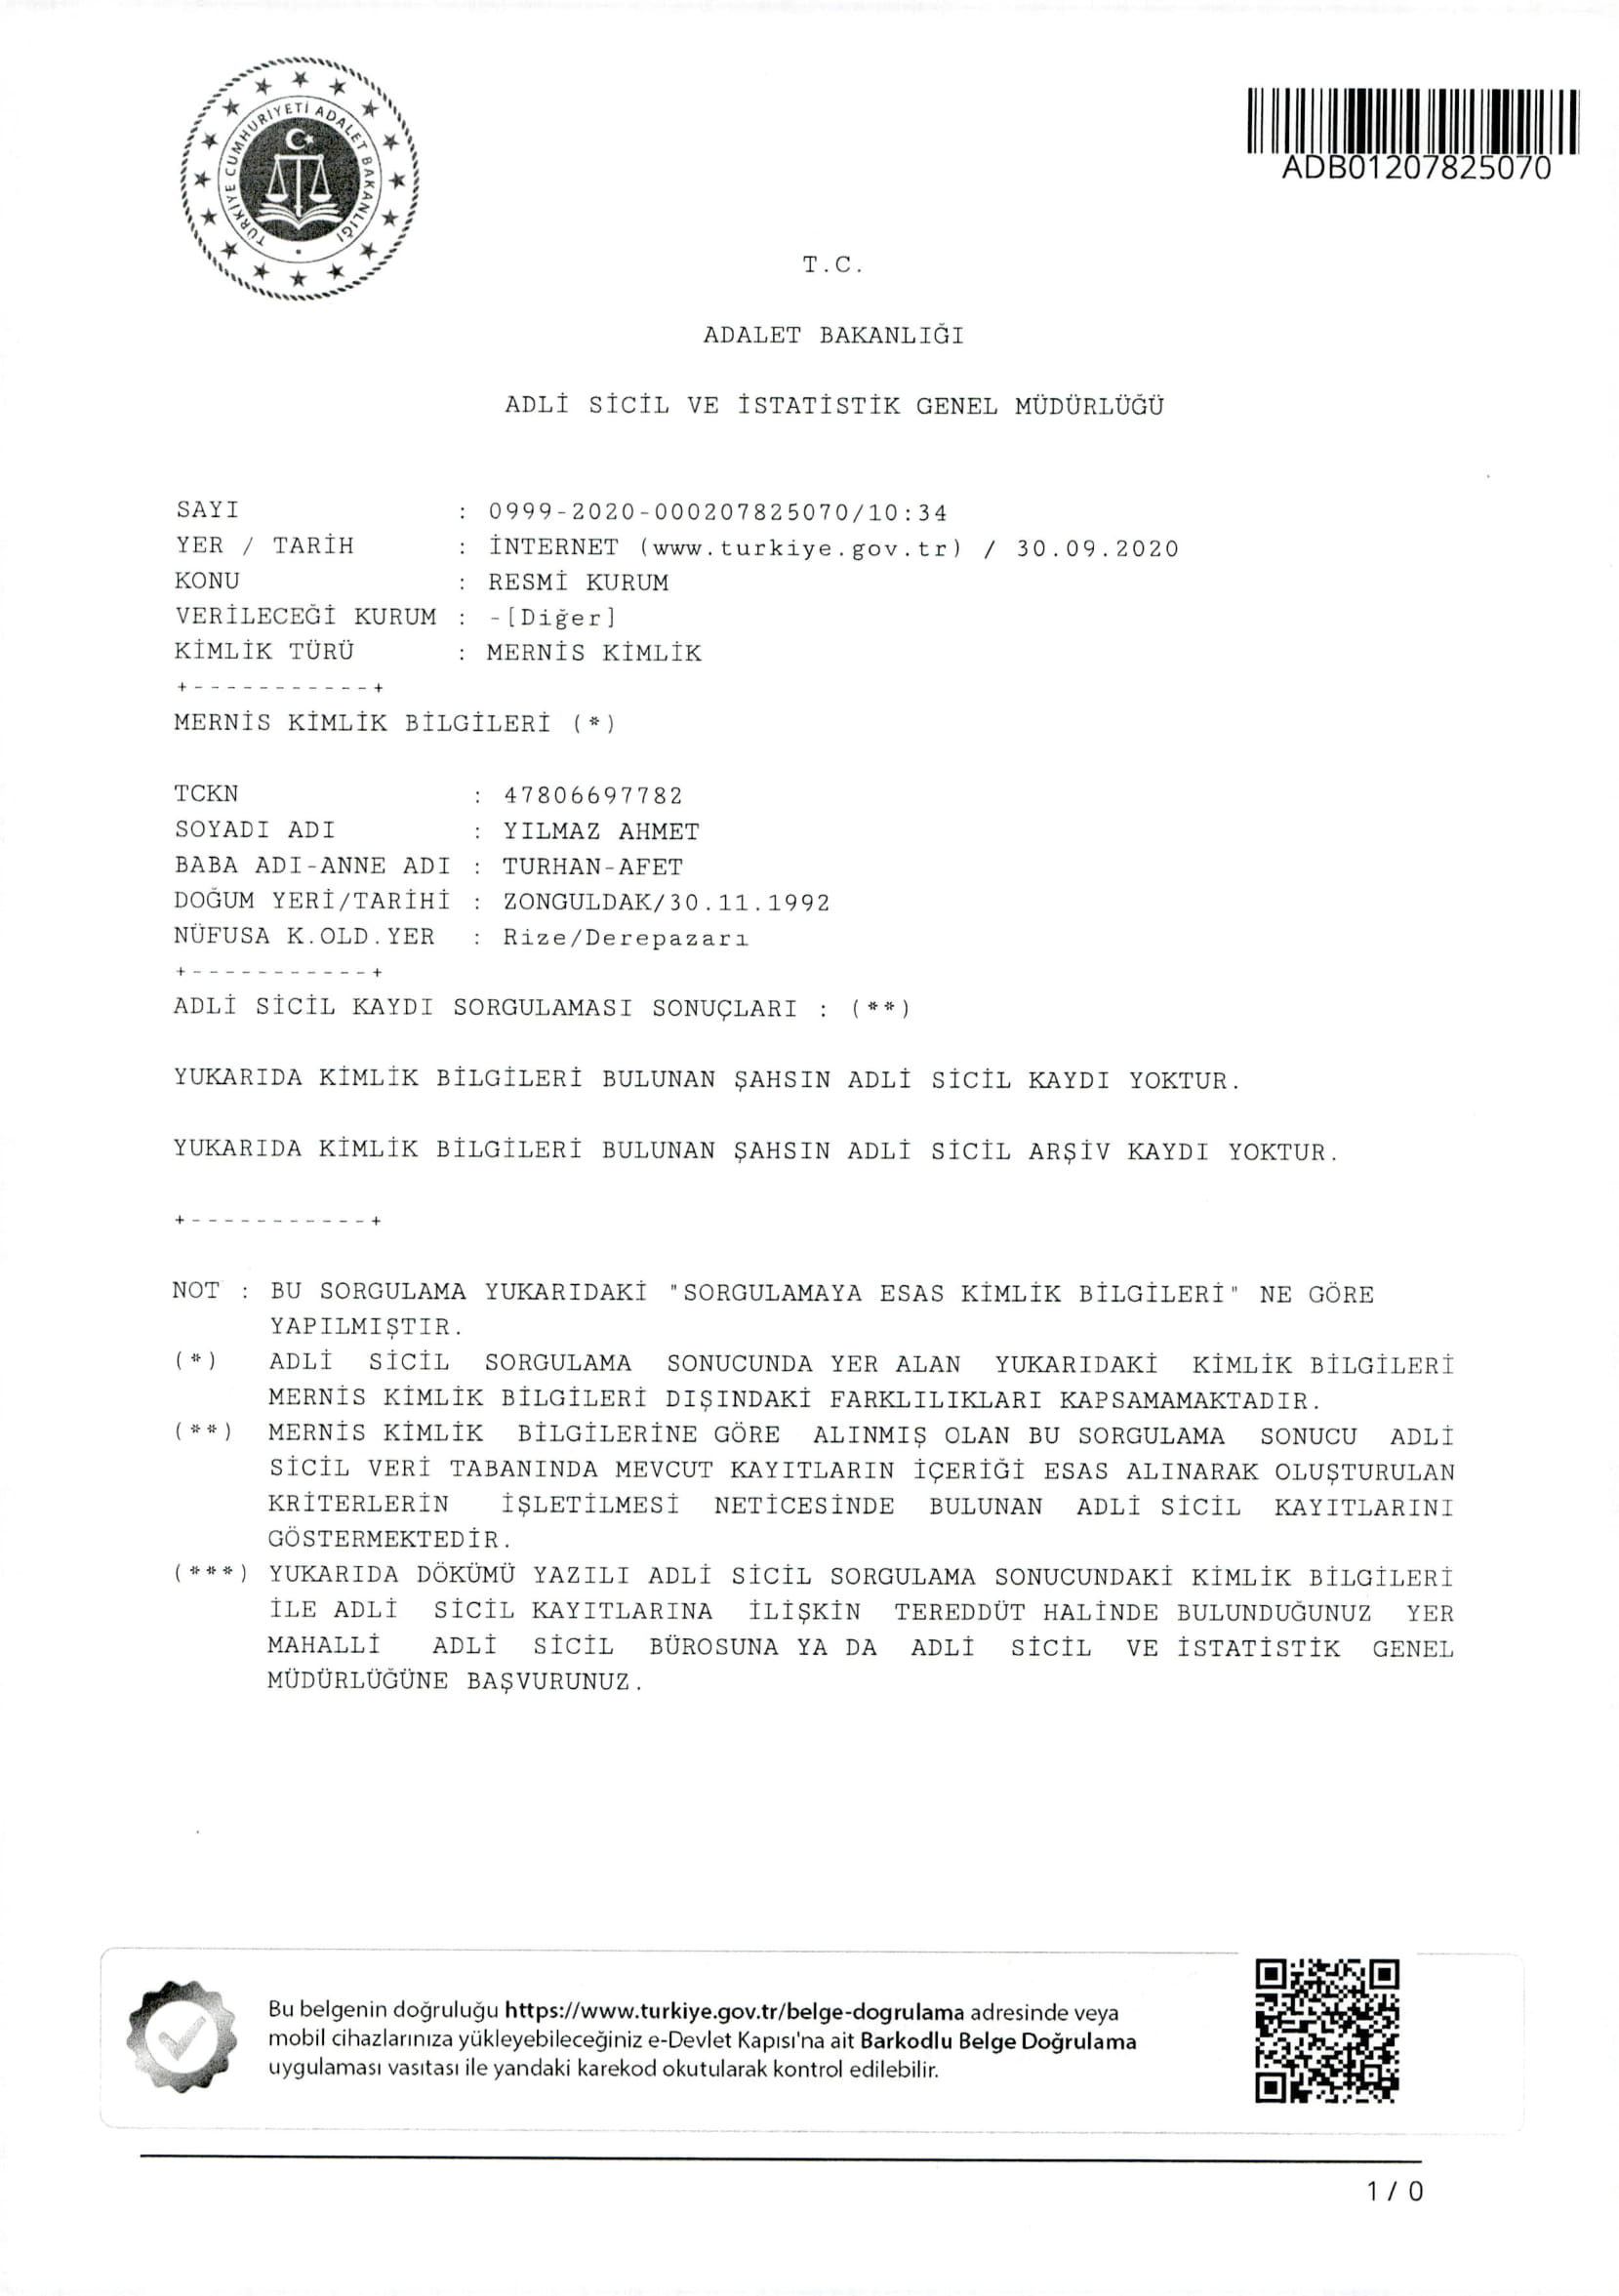 TÜRKİYE CUMHURİYETİ ADALET BAKANLIĞI
ADB01207825070
T.C.
ADALET BAKANLIĞI
ADLİ SİCİL VE İSTATİSTİK GENEL MÜDÜRLÜĞÜ
SAYI : 0999-2020-000207825070/10:34
YER / TARİH : İNTERNET (www.turkiye.gov.tr) / 30.09.2020
KONU : RESMİ KURUM
VERİLECEĞİ KURUM : -[Diğer]
KİMLİK TÜRÜ : MERNİS KİMLİK
+-----------+
MERNİS KİMLİK BİLGİLERİ (*)
TCKN : 47806697782
SOYADI ADI : YILMAZ AHMET
BABA ADI-ANNE ADI : TURHAN-AFET
DOĞUM YERİ/TARİHİ : ZONGULDAK/30.11.1992
NÜFUSA K.OLD.YER : Rize/Derepazarı
+-----------+
ADLİ SİCİL KAYDI SORGULAMASI SONUÇLARI : (**)
YUKARIDA KİMLİK BİLGİLERİ BULUNAN ŞAHSIN ADLİ SİCİL KAYDI YOKTUR.
YUKARIDA KİMLİK BİLGİLERİ BULUNAN ŞAHSIN ADLİ SİCİL ARŞİV KAYDI YOKTUR.
+-----------+
NOT : BU SORGULAMA YUKARIDAKİ "SORGULAMAYA ESAS KİMLİK BİLGİLERİ" NE GÖRE
YAPILMIŞTIR.
(*) ADLİ SİCİL SORGULAMA SONUCUNDA YER ALAN YUKARIDAKİ KİMLİK BİLGİLERİ
MERNİS KİMLİK BİLGİLERİ DIŞINDAKİ FARKLILIKLARI KAPSAMAMAKTADIR.
(**) MERNİS KİMLİK BİLGİLERİNE GÖRE ALINMIŞ OLAN BU SORGULAMA SONUCU ADLİ
SİCİL VERİ TABANINDA MEVCUT KAYITLARIN İÇERİĞİ ESAS ALINARAK OLUŞTURULAN
KRİTERLERİN İŞLETİLMESİ NETİCESİNDE BULUNAN ADLİ SİCİL KAYITLARINI
GÖSTERMEKTEDİR.
(***) YUKARIDA DÖKÜMÜ YAZILI ADLİ SİCİL SORGULAMA SONUCUNDAKİ KİMLİK BİLGİLERİ
İLE ADLİ SİCİL KAYITLARINA İLİŞKİN TEREDDÜT HALİNDE BULUNDUĞUNUZ YER
MAHALLİ ADLİ SİCİL BÜROSUNA YA DA ADLİ SİCİL VE İSTATİSTİK GENEL
MÜDÜRLÜĞÜNE BAŞVURUNUZ.
Bu belgenin doğruluğu https://www.turkiye.gov.tr/belge-dogrulama adresinde veya
mobil cihazlarınıza yükleyebileceğiniz e-Devlet Kapısı'na ait Barkodlu Belge Doğrulama
uygulaması vasıtası ile yandaki karekod okutularak kontrol edilebilir.
1 / 0